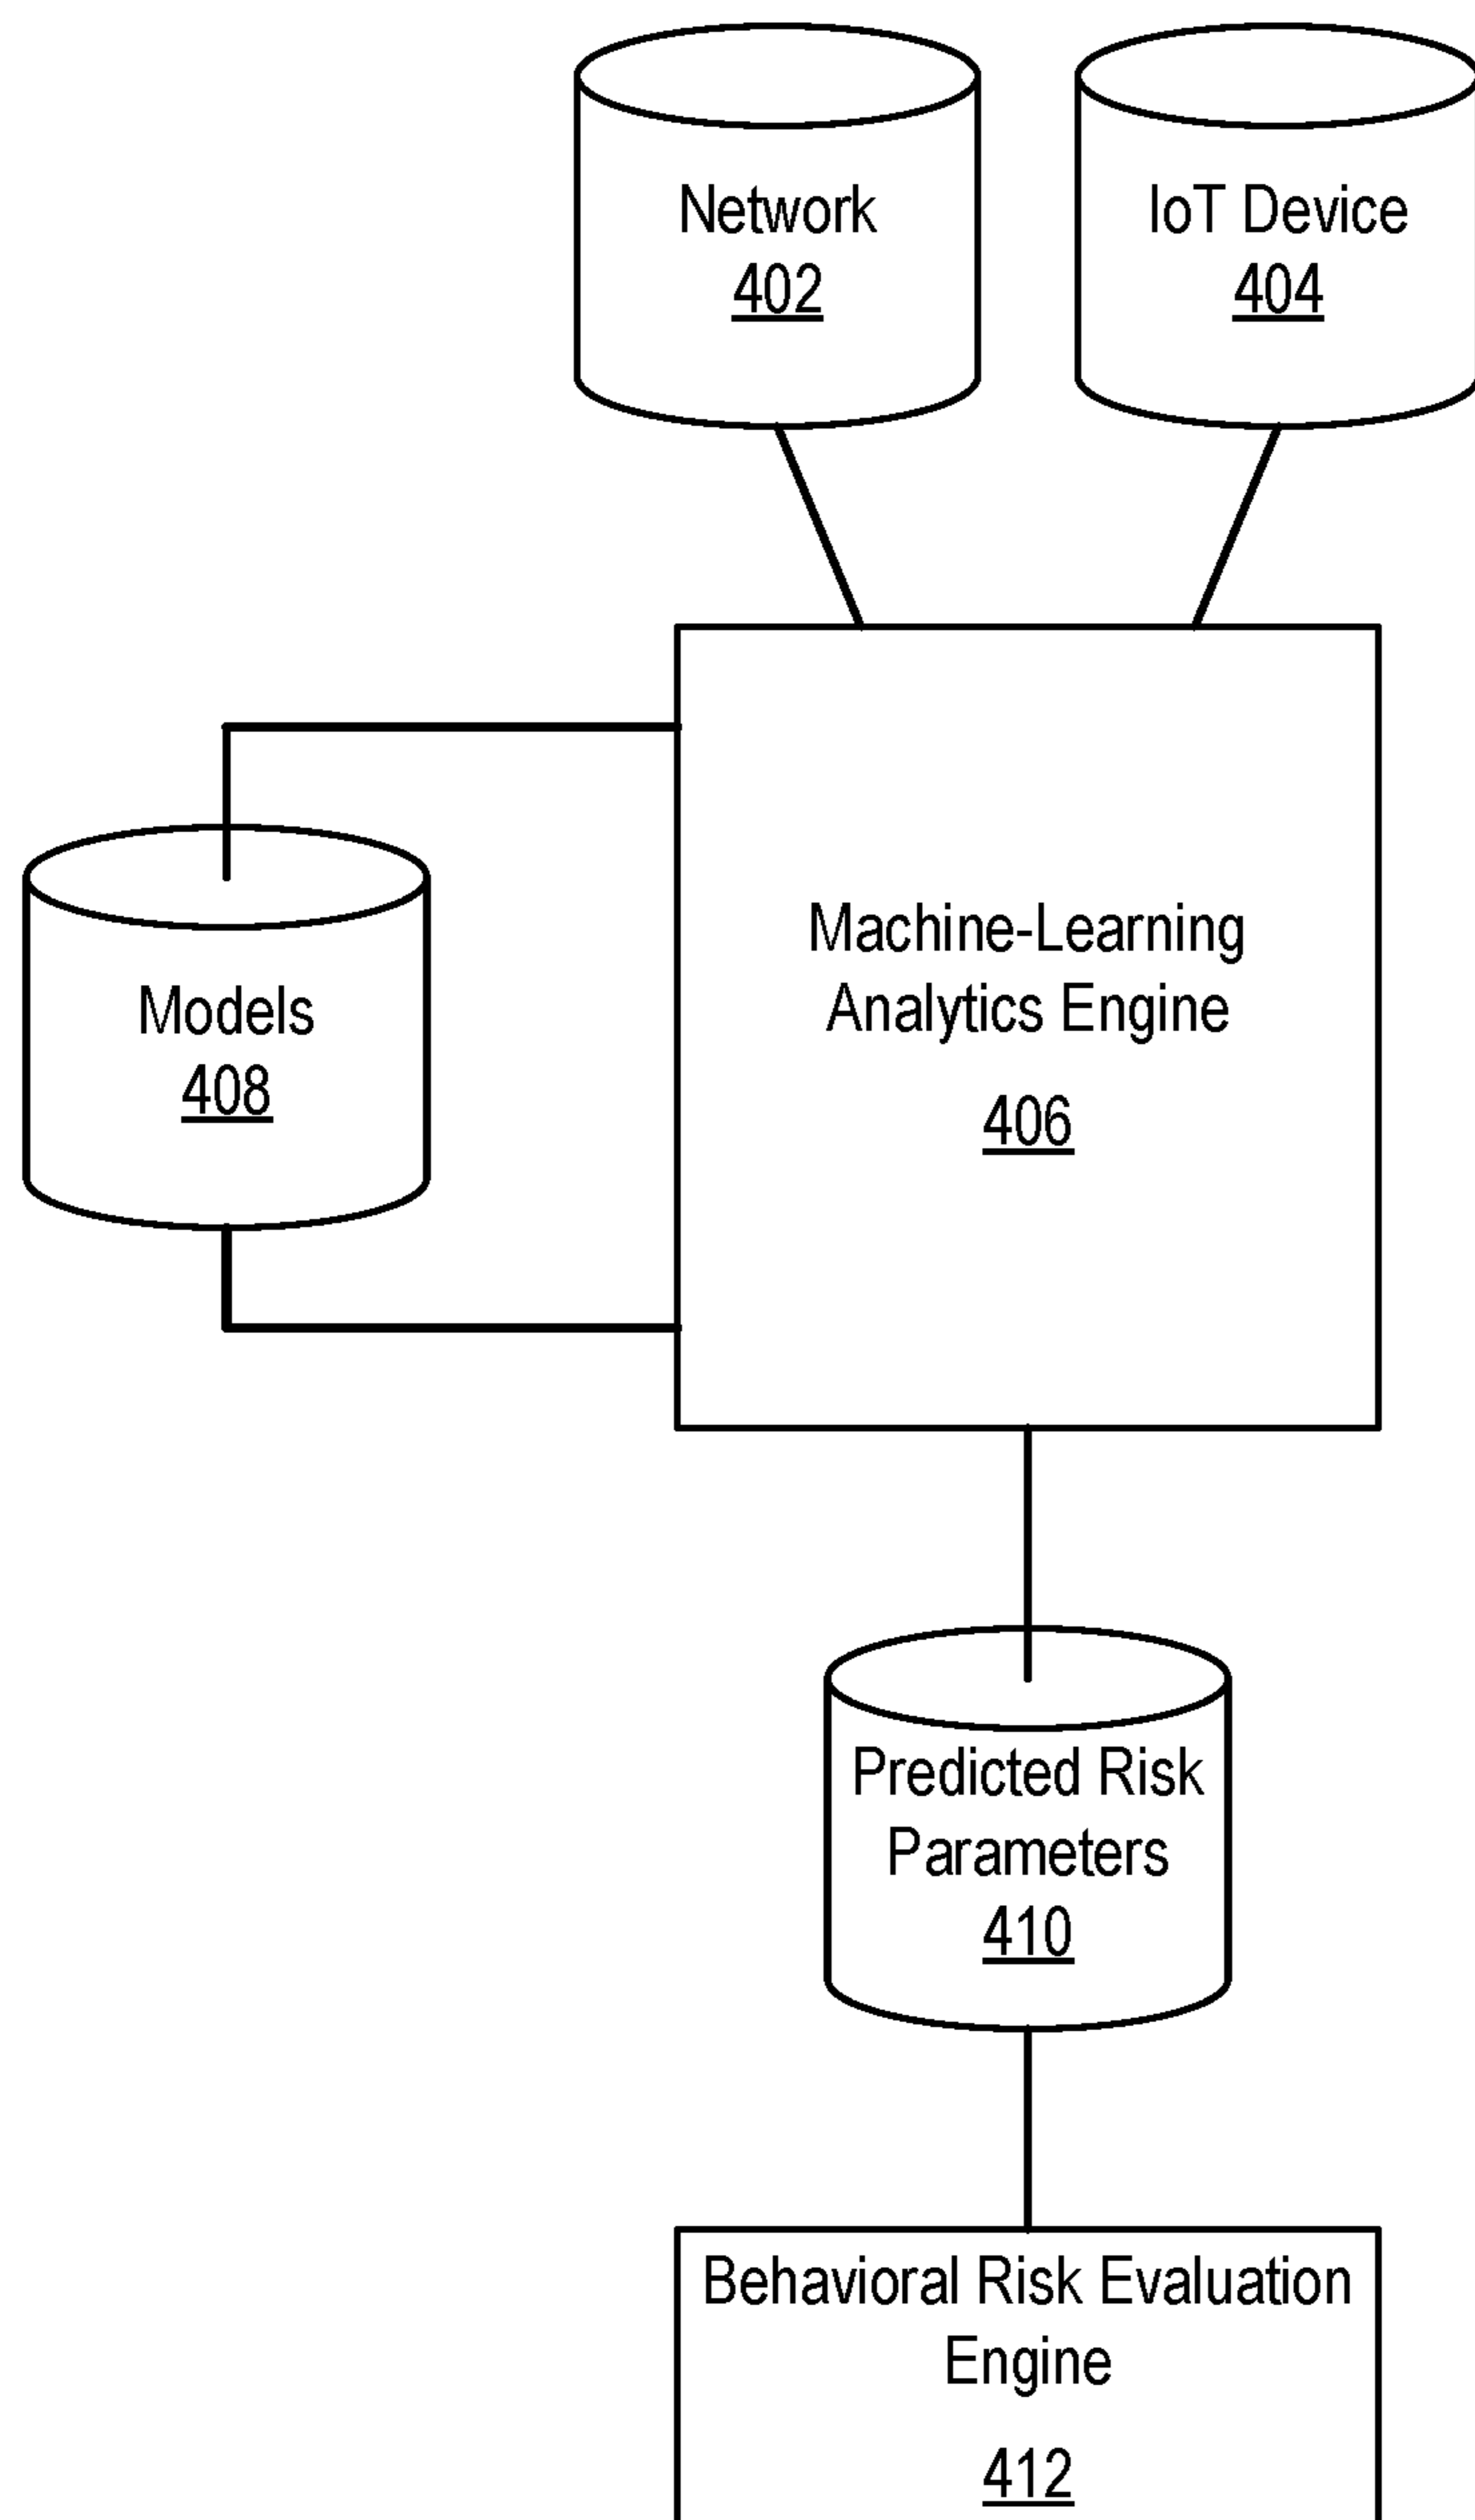 Network
402
IoT Device
404
Machine-Learning
Analytics Engine
406
Models
408
Predicted Risk
Parameters
410
Behavioral Risk Evaluation
Engine
412